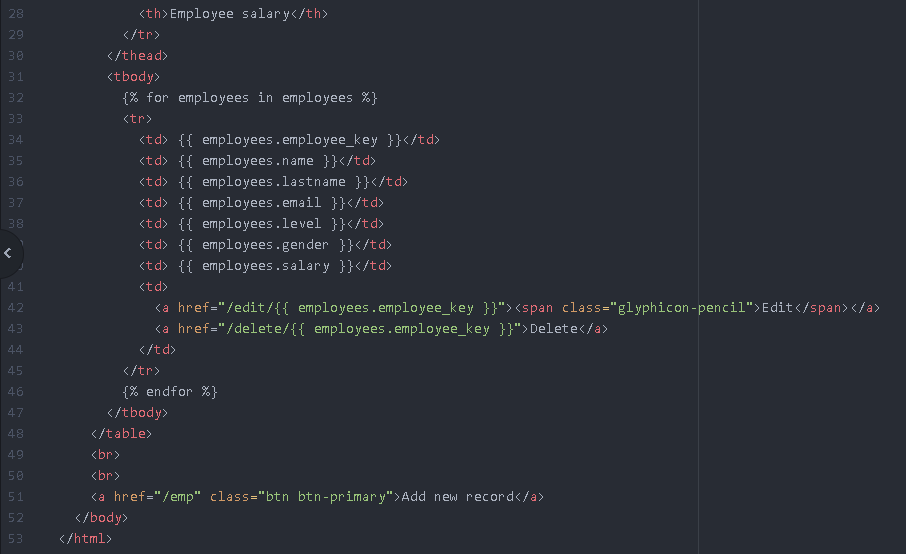 28 <th>Employee salary</th>
29 </tr>
30 </thead>
31 <tbody>
32 {% for employees in employees %}
33 <tr>
34 <td> {{ employees.employee_key }}</td>
35 <td> {{ employees.name }}</td>
36 <td> {{ employees.lastname }}</td>
37 <td> {{ employees.email }}</td>
38 <td> {{ employees.level }}</td>
<td> {{ employees.gender }}</td>
<td> {{ employees.salary }}</td>
41 <td>
42 <a href="/edit/{{ employees.employee_key }}"><span class="glyphicon-pencil">Edit</span></a>
43 <a href="/delete/{{ employees.employee_key }}">Delete</a>
44 </td>
45 </tr>
46 {% endfor %}
47 </tbody>
48 </table>
49 <br>
50 <br>
51 <a href="/emp" class="btn btn-primary">Add new record</a>
52 </body>
53 </html>